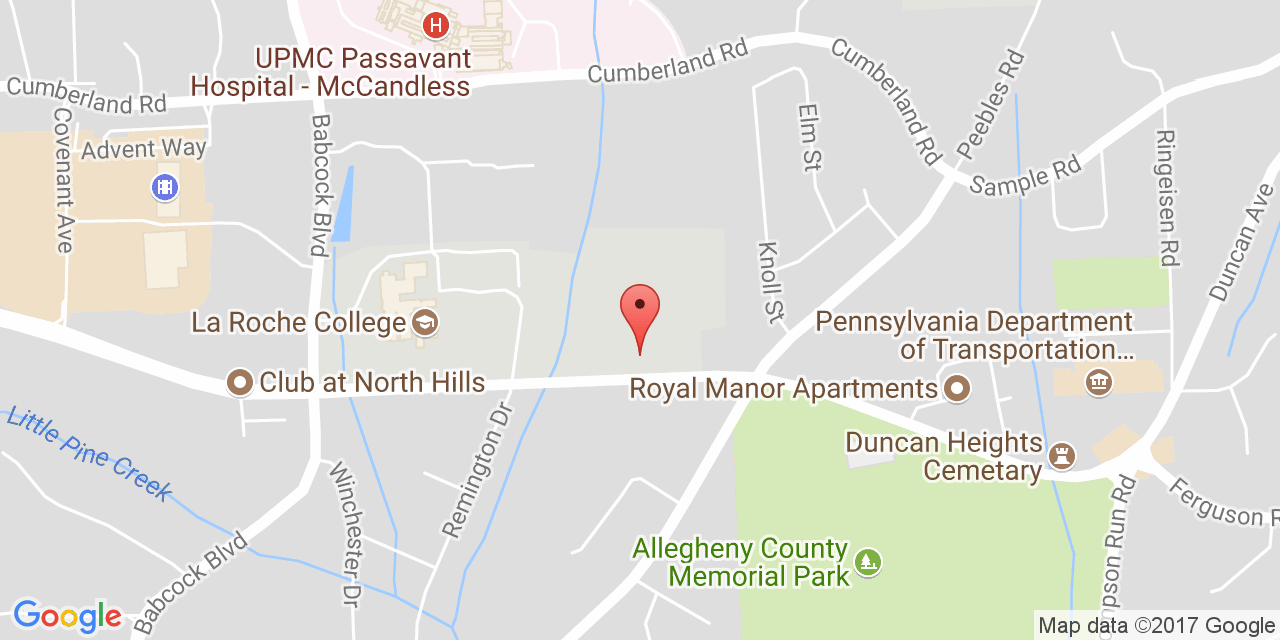 H
UPMC Passavant
Hospital - McCandless
Cumberland Rd
Cumberland Rd
Cumberland Rd
Peebles Rd
Elm St
Covenant Ave
Advent Way
Babcock Blvd
Sample Rd
Ringeisen Rd
Duncan Ave
Knoll St
La Roche College
Pennsylvania Department
of Transportation...
Club at North Hills
Royal Manor Apartments
Little Pine Creek
Remington Dr
Winchester Dr
Duncan Heights
Cemetary
Ferguson R
mpson Run Rd
Babcock Blvd
Allegheny County
Memorial Park
Google
Map data ©2017 Google